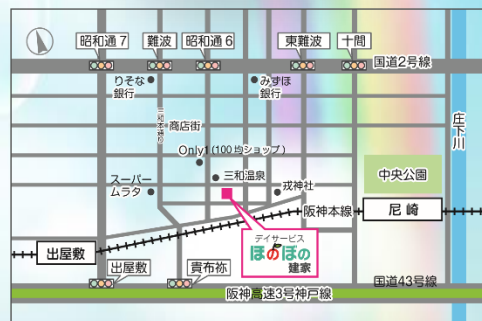 昭和通7
難波
昭和通6
東難波
十間
国道2号線
りそな
銀行
みずほ
銀行
三和本通り
商店街
庄下川
Only1(100均ショップ)
三和温泉
スーパー
ムラタ
戎神社
中央公園
阪神本線
尼崎
デイサービス
ほのぼの
建家
出屋敷
出屋敷
貴布祢
国道43号線
阪神高速3号神戸線